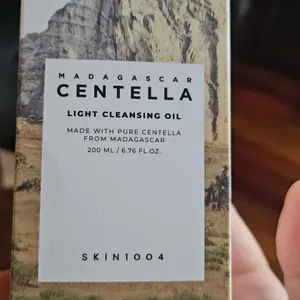 MADAGASCAR
CENTELLA
LIGHT CLEANSING OIL
MADE WITH PURE CENTELLA
FROM MADAGASCAR
200 ML / 6.76 FL.OZ.
SKIN1004